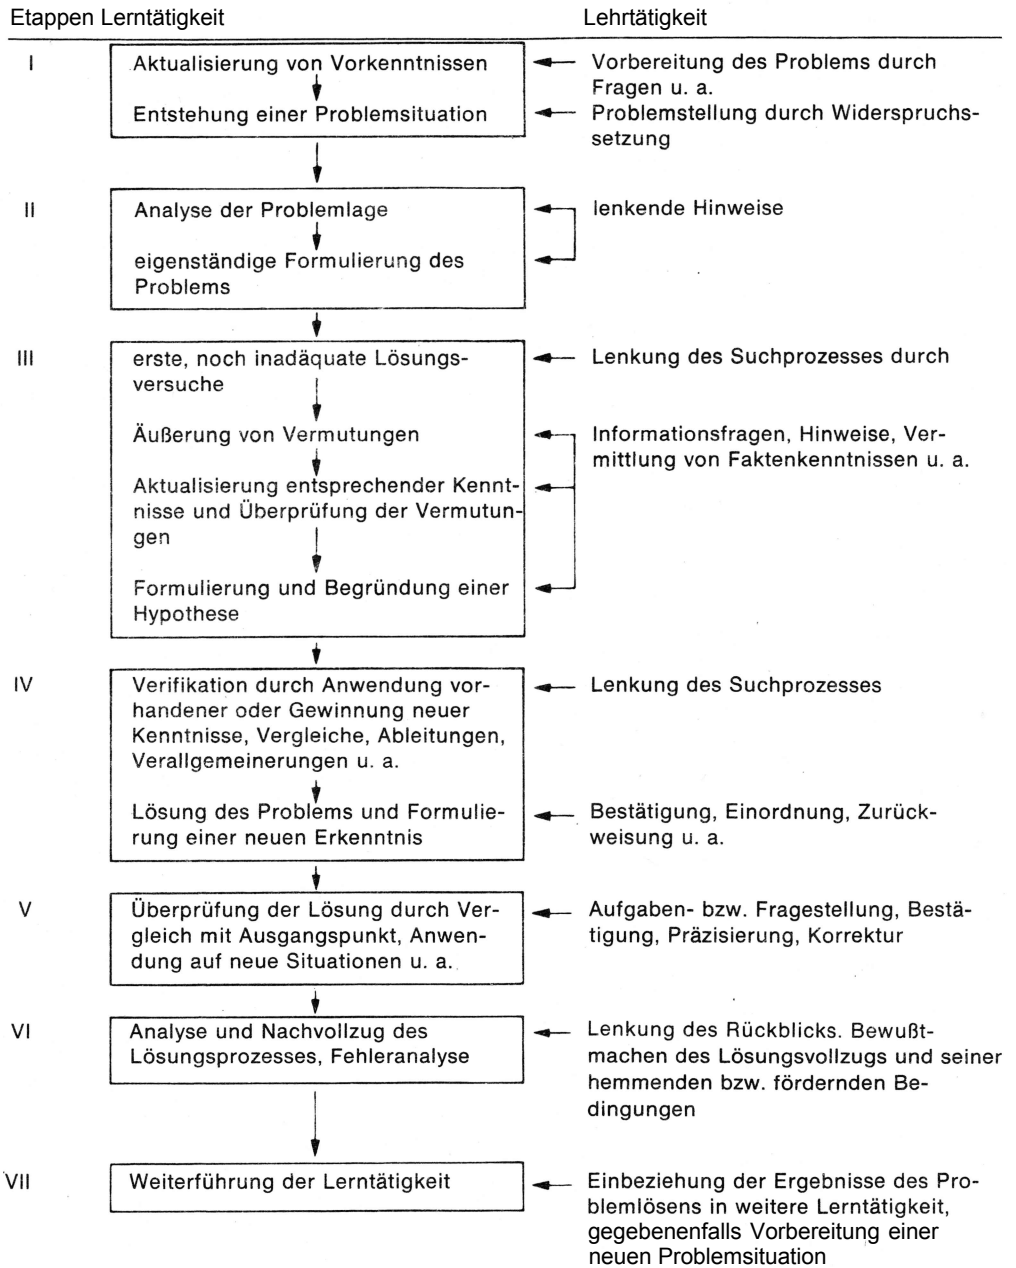 Etappen Lerntätigkeit Lehrtätigkeit
I Aktualisierung von Vorkenntnissen Vorbereitung des Problems durch
Fragen u. a.
Entstehung einer Problemsituation Problemstellung durch Widerspruchs-
setzung
II Analyse der Problemlage lenkende Hinweise
eigenständige Formulierung des
Problems
III erste, noch inadäquate Lösungs- Lenkung des Suchprozesses durch
versuche
Äußerung von Vermutungen Informationsfragen, Hinweise, Ver-
mittlung von Faktenkenntnissen u. a.
Aktualisierung entsprechender Kennt-
nisse und Überprüfung der Vermutun-
gen
Formulierung und Begründung einer
Hypothese
IV Verifikation durch Anwendung vor- Lenkung des Suchprozesses
handener oder Gewinnung neuer
Kenntnisse, Vergleiche, Ableitungen,
Verallgemeinerungen u. a.
Lösung des Problems und Formulie- Bestätigung, Einordnung, Zurück-
rung einer neuen Erkenntnis weisung u. a.
V Überprüfung der Lösung durch Ver- Aufgaben- bzw. Fragestellung, Bestä-
gleich mit Ausgangspunkt, Anwen- tigung, Präzisierung, Korrektur
dung auf neue Situationen u. a.
VI Analyse und Nachvollzug des Lenkung des Rückblicks. Bewußt-
Lösungsprozesses, Fehleranalyse machen des Lösungsvollzugs und seiner
hemmenden bzw. fördernden Be-
dingungen
VII Weiterführung der Lerntätigkeit Einbeziehung der Ergebnisse des Pro-
blemlösens in weitere Lerntätigkeit,
gegebenenfalls Vorbereitung einer
neuen Problemsituation